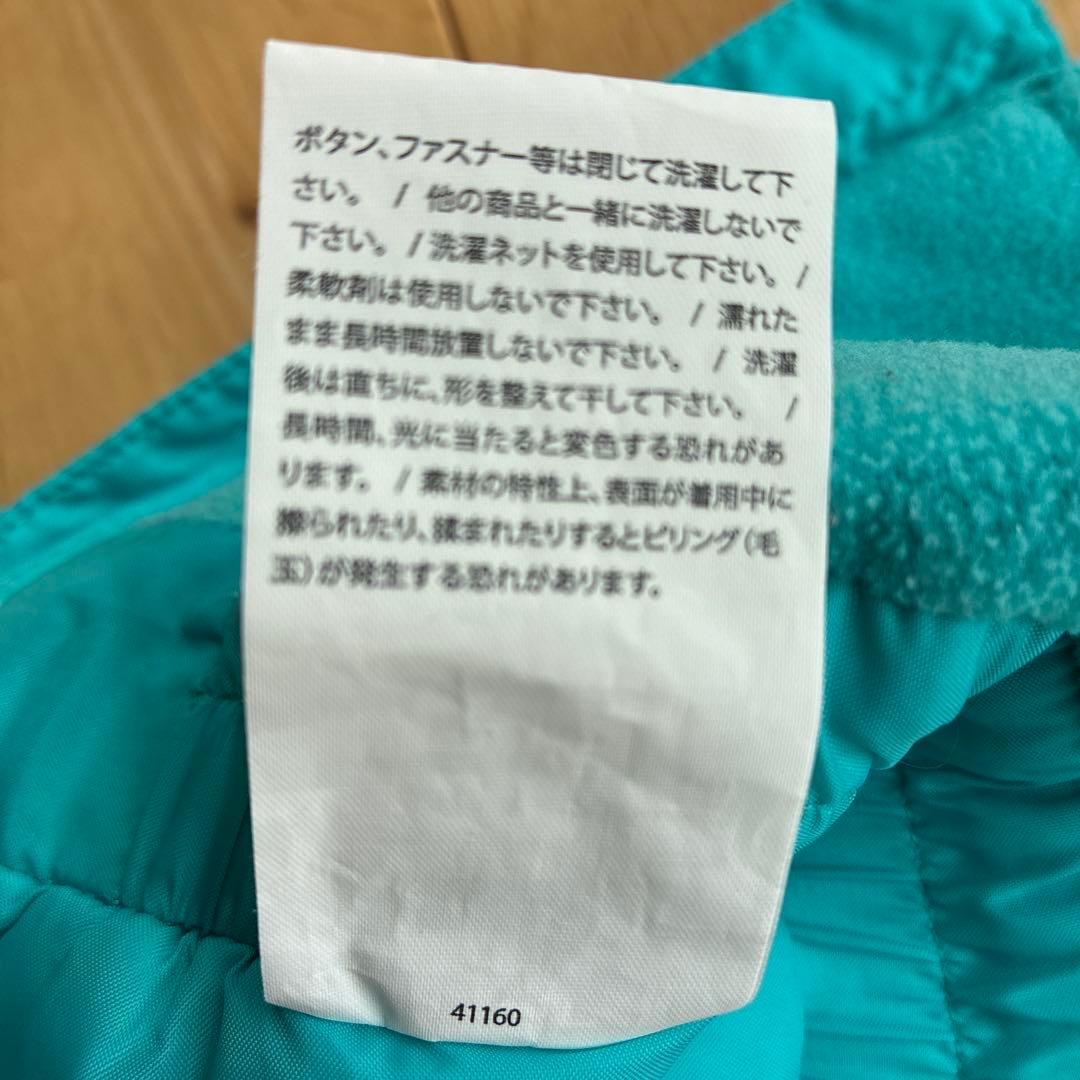 ボタン、ファスナー等は閉じて洗濯して下
さい。 / 他の商品と一緒に洗濯しないで
下さい。 / 洗濯ネットを使用して下さい。 /
柔軟剤は使用しないで下さい。 / 濡れた
まま長時間放置しないで下さい。 / 洗濯
後は直ちに、形を整えて干して下さい。 /
長時間、光に当たると変色する恐れがあ
ります。 / 素材の特性上、表面が着用中に
擦られたり、揉まれたりするとピリング(毛
玉)が発生する恐れがあります。
41160